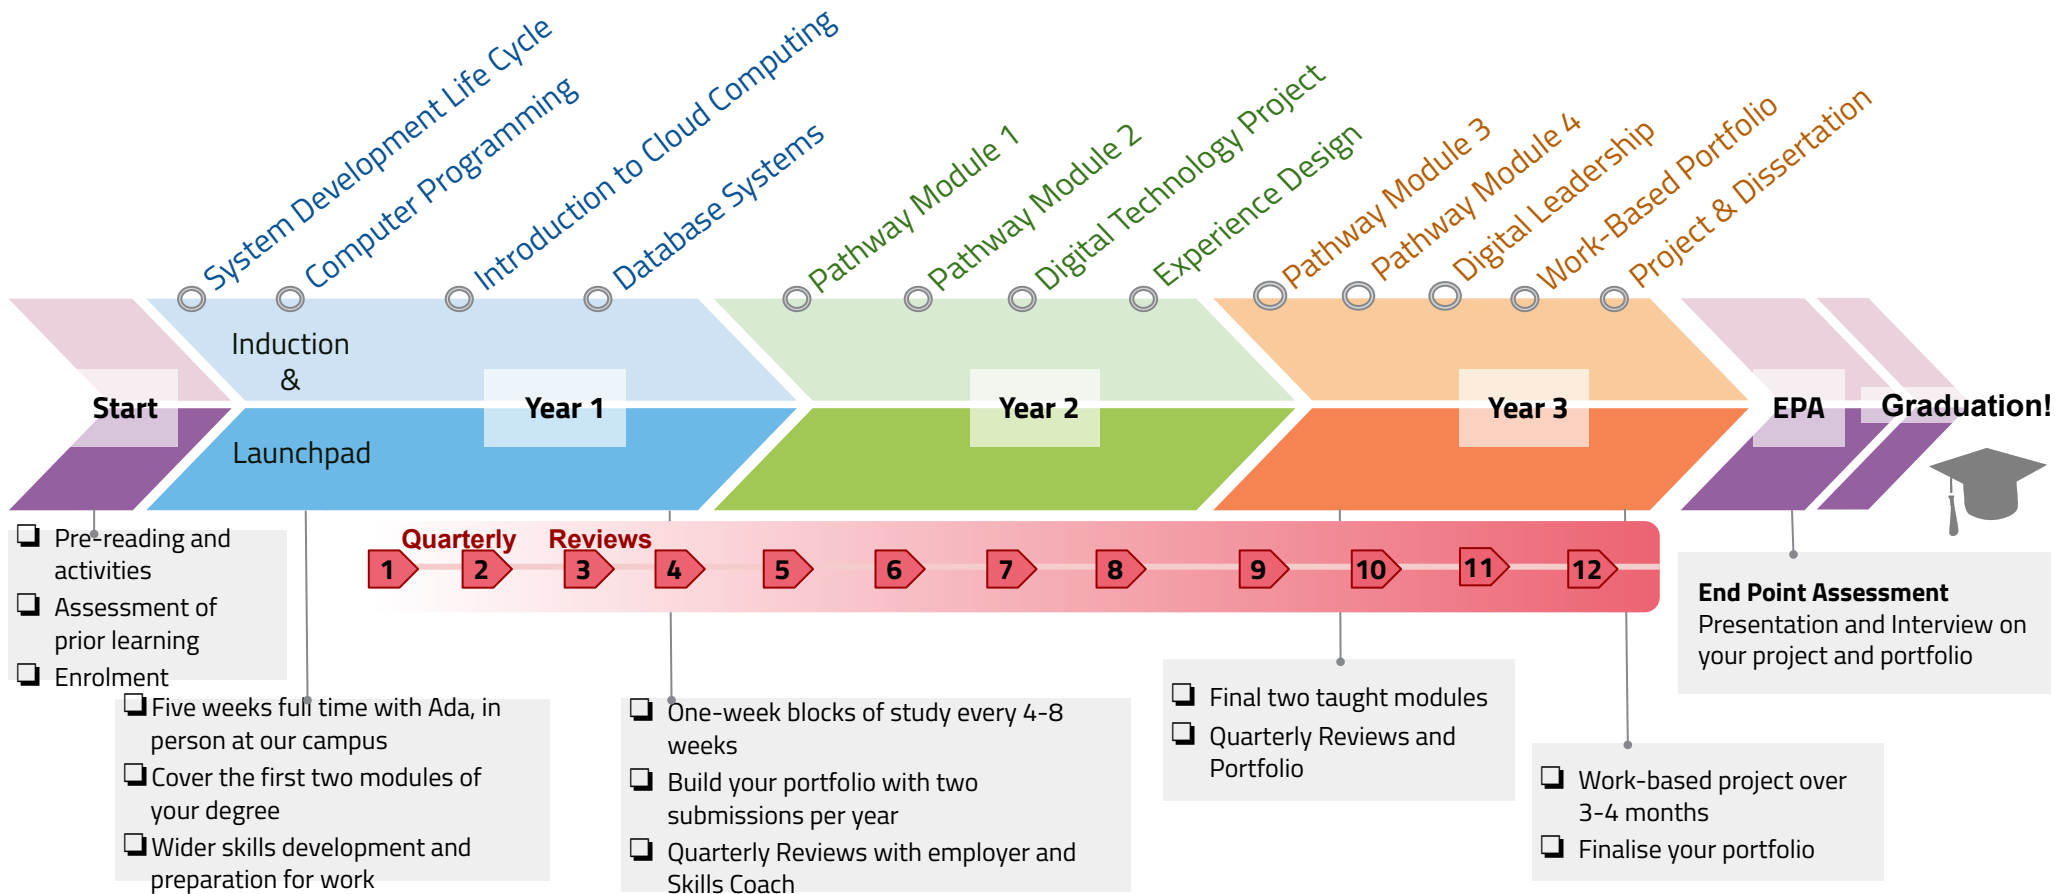 System Development Life Cycle
Computer Programming
Introduction to Cloud Computing
Database Systems
Pathway Module 1
Pathway Module 2
Digital Technology Project
Experience Design
Pathway Module 3
Pathway Module 4
Digital Leadership
Work-Based Portfolio
Project & Dissertation
Start
Induction
&
Launchpad
Year 1
Year 2
Year 3
EPA
Graduation!
Quarterly Reviews
1 2 3 4 5 6 7 8 9 10 11 12
Pre-reading and
activities
Assessment of
prior learning
Enrolment
Five weeks full time with Ada, in
person at our campus
Cover the first two modules of
your degree
Wider skills development and
preparation for work
One-week blocks of study every 4-8
weeks
Build your portfolio with two
submissions per year
Quarterly Reviews with employer and
Skills Coach
Final two taught modules
Quarterly Reviews and
Portfolio
Work-based project over
3-4 months
Finalise your portfolio
End Point Assessment
Presentation and Interview on
your project and portfolio